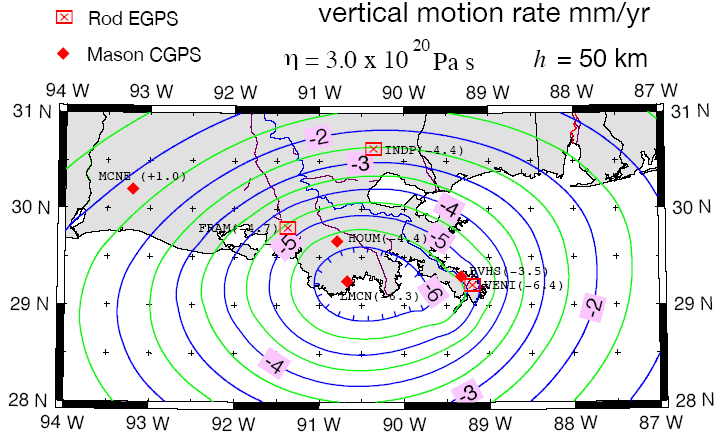 vertical motion rate mm/yr
Rod EGPS
Mason CGPS
η = 3.0 x 10^20 Pa s
h = 50 km
94 W 93 W 92 W 91 W 90 W 89 W 88 W 87 W
31 N 31 N
-2
INDP(-4.4)
-3
MCNE (+1.0)
30 N 30 N
-4
FRAM(-4.7)
HOUM(-4.4)
-5 -5
BVHS(-3.5)
VENI(-6.4)
LMCN(-6.3)
-6
29 N 29 N
-2
-4
-3
28 N 28 N
94 W 93 W 92 W 91 W 90 W 89 W 88 W 87 W